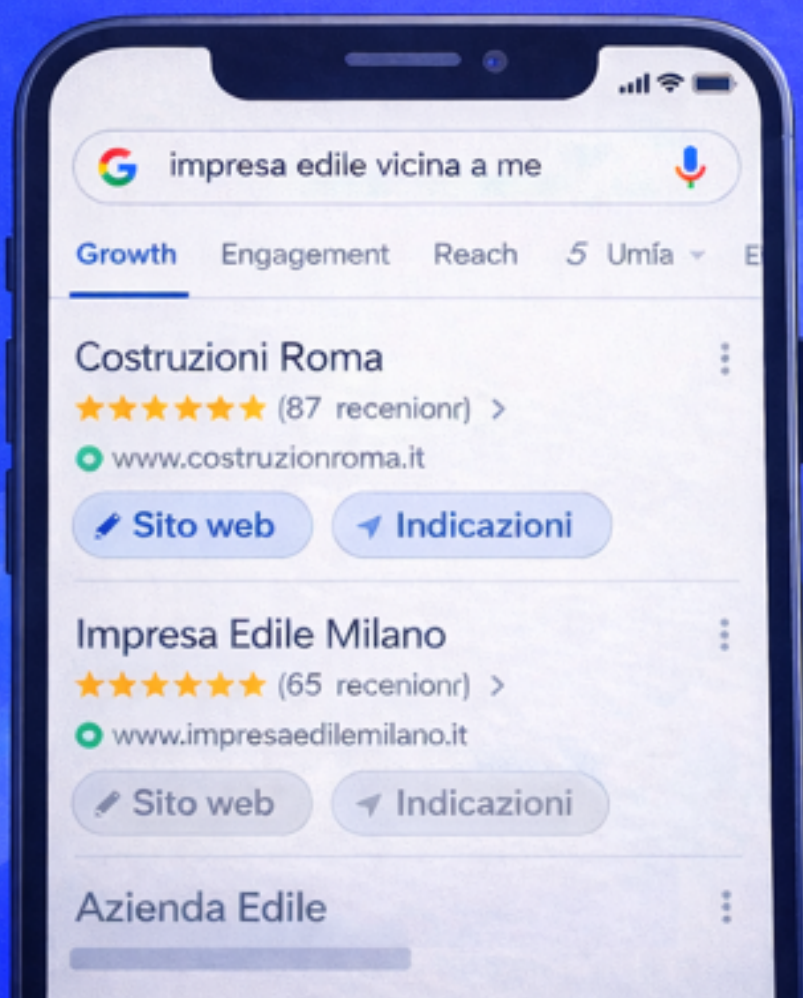 G impresa edile vicina a me
Growth Engagement Reach 5 Umía E
Costruzioni Roma
(87 recenionr)
www.costruzionroma.it
Sito web Indicazioni
Impresa Edile Milano
(65 recenionr)
www.impresaedilemilano.it
Sito web Indicazioni
Azienda Edile